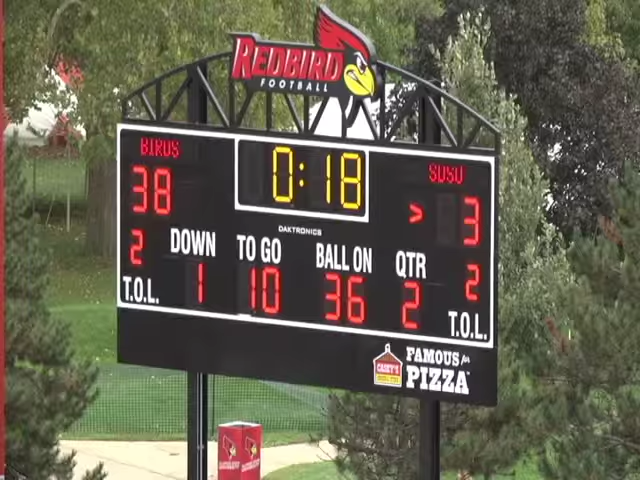 REDBIRD
FOOTBALL
BIRDS 0:18 SDSU
38 > 3
DAKTRONICS
2 DOWN TO GO BALL ON QTR 2
T.O.L. 1 10 36 2 T.O.L.
CASEY'S FAMOUS for
PIZZA